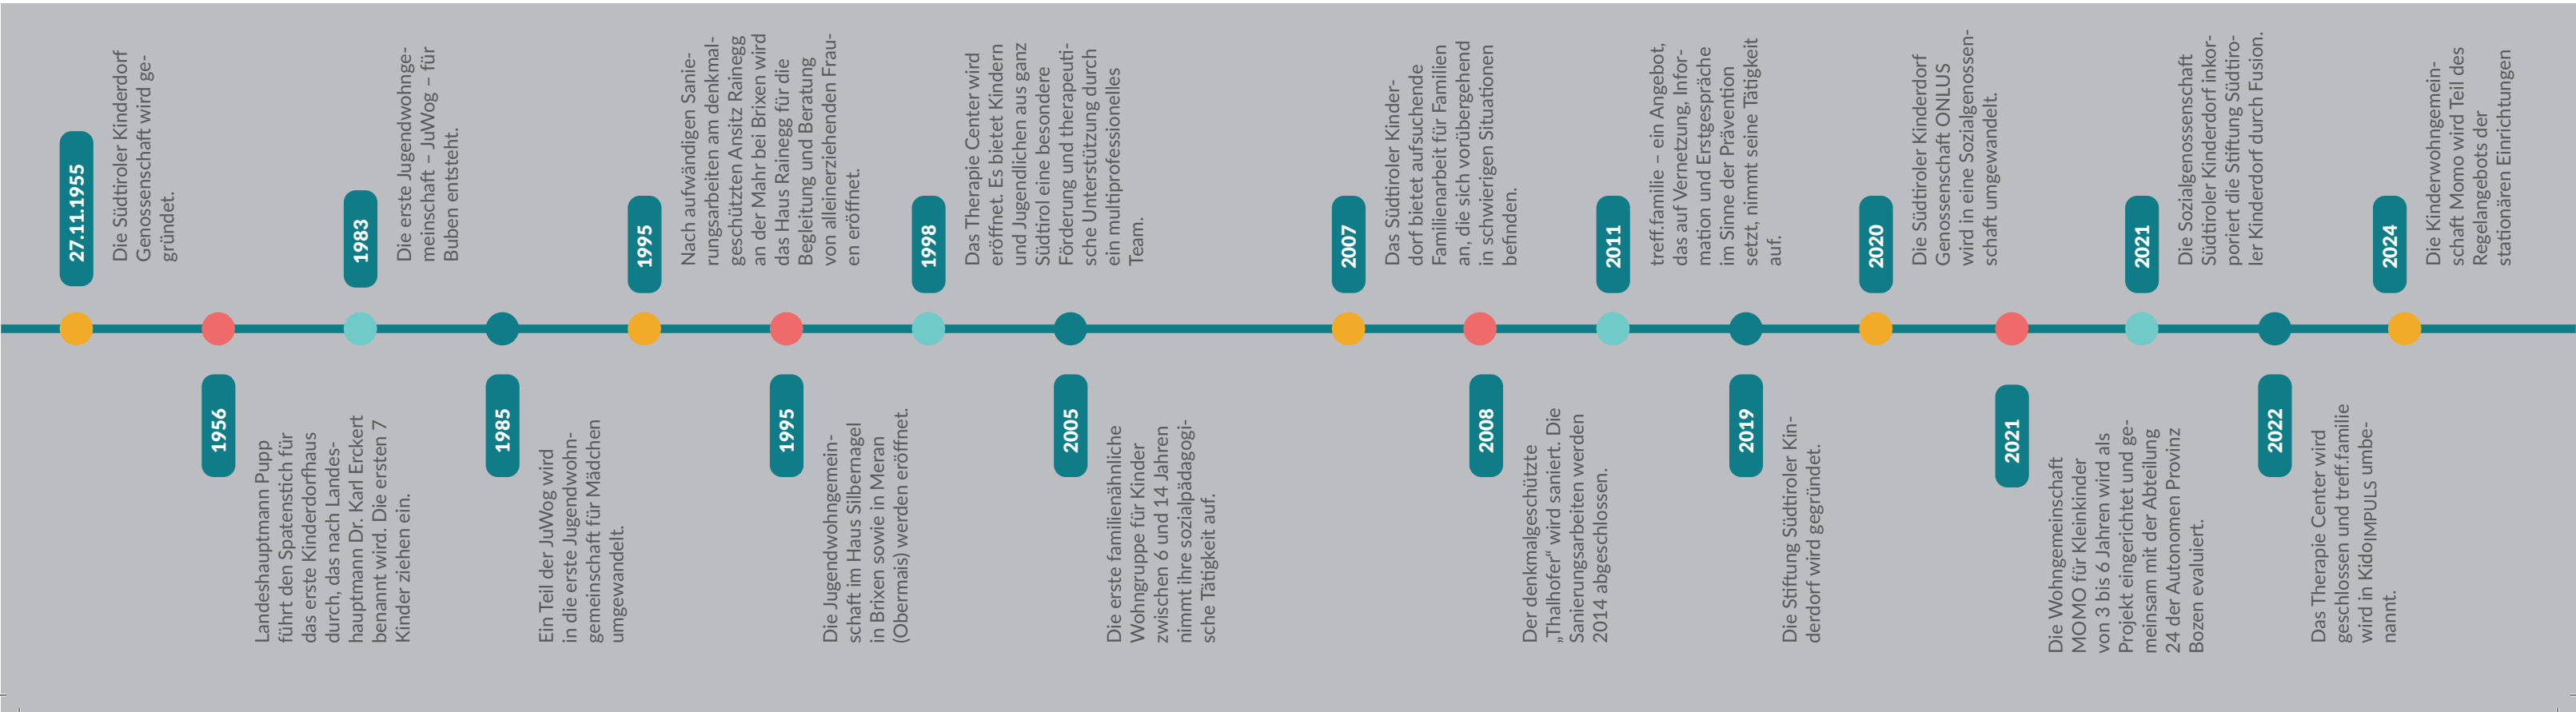 27.11.1955
Die Südtiroler Kinderdorf
Genossenschaft wird ge-
gründet.
1956
Landeshauptmann Pupp
führt den Spatenstich für
das erste Kinderdorfhaus
durch, das nach Landes-
hauptmann Dr. Karl Erckert
benannt wird. Die ersten 7
Kinder ziehen ein.
1983
Die erste Jugendwohnge-
meinschaft – JuWog – für
Buben entsteht.
1985
Ein Teil der JuWog wird
in die erste Jugendwohn-
gemeinschaft für Mädchen
umgewandelt.
1995
Nach aufwändigen Sanie-
rungsarbeiten am denkmal-
geschützten Ansitz Rainegg
an der Mahr bei Brixen wird
das Haus Rainegg für die
Begleitung und Beratung
von alleinerziehenden Frau-
en eröffnet.
1995
Die Jugendwohngemein-
schaft im Haus Silbernagel
in Brixen sowie in Meran
(Obermais) werden eröffnet.
1998
Das Therapie Center wird
eröffnet. Es bietet Kindern
und Jugendlichen aus ganz
Südtirol eine besondere
Förderung und therapeuti-
sche Unterstützung durch
ein multiprofessionelles
Team.
2005
Die erste familienähnliche
Wohngruppe für Kinder
zwischen 6 und 14 Jahren
nimmt ihre sozialpädagogi-
sche Tätigkeit auf.
2007
Das Südtiroler Kinder-
dorf bietet aufsuchende
Familienarbeit für Familien
an, die sich vorübergehend
in schwierigen Situationen
befinden.
2008
Der denkmalgeschützte
„Thalhofer“ wird saniert. Die
Sanierungsarbeiten werden
2014 abgeschlossen.
2011
treff.familie – ein Angebot,
das auf Vernetzung, Infor-
mation und Erstgespräche
im Sinne der Prävention
setzt, nimmt seine Tätigkeit
auf.
2019
Die Stiftung Südtiroler Kin-
derdorf wird gegründet.
2020
Die Südtiroler Kinderdorf
Genossenschaft ONLUS
wird in eine Sozialgenossen-
schaft umgewandelt.
2021
Die Wohngemeinschaft
MOMO für Kleinkinder
von 3 bis 6 Jahren wird als
Projekt eingerichtet und ge-
meinsam mit der Abteilung
24 der Autonomen Provinz
Bozen evaluiert.
2021
Die Sozialgenossenschaft
Südtiroler Kinderdorf inkor-
poriert die Stiftung Südtiro-
ler Kinderdorf durch Fusion.
2022
Das Therapie Center wird
geschlossen und treff.familie
wird in KidoIMPULS umbe-
nannt.
2024
Die Kinderwohngemein-
schaft Momo wird Teil des
Regelangebots der
stationären Einrichtungen